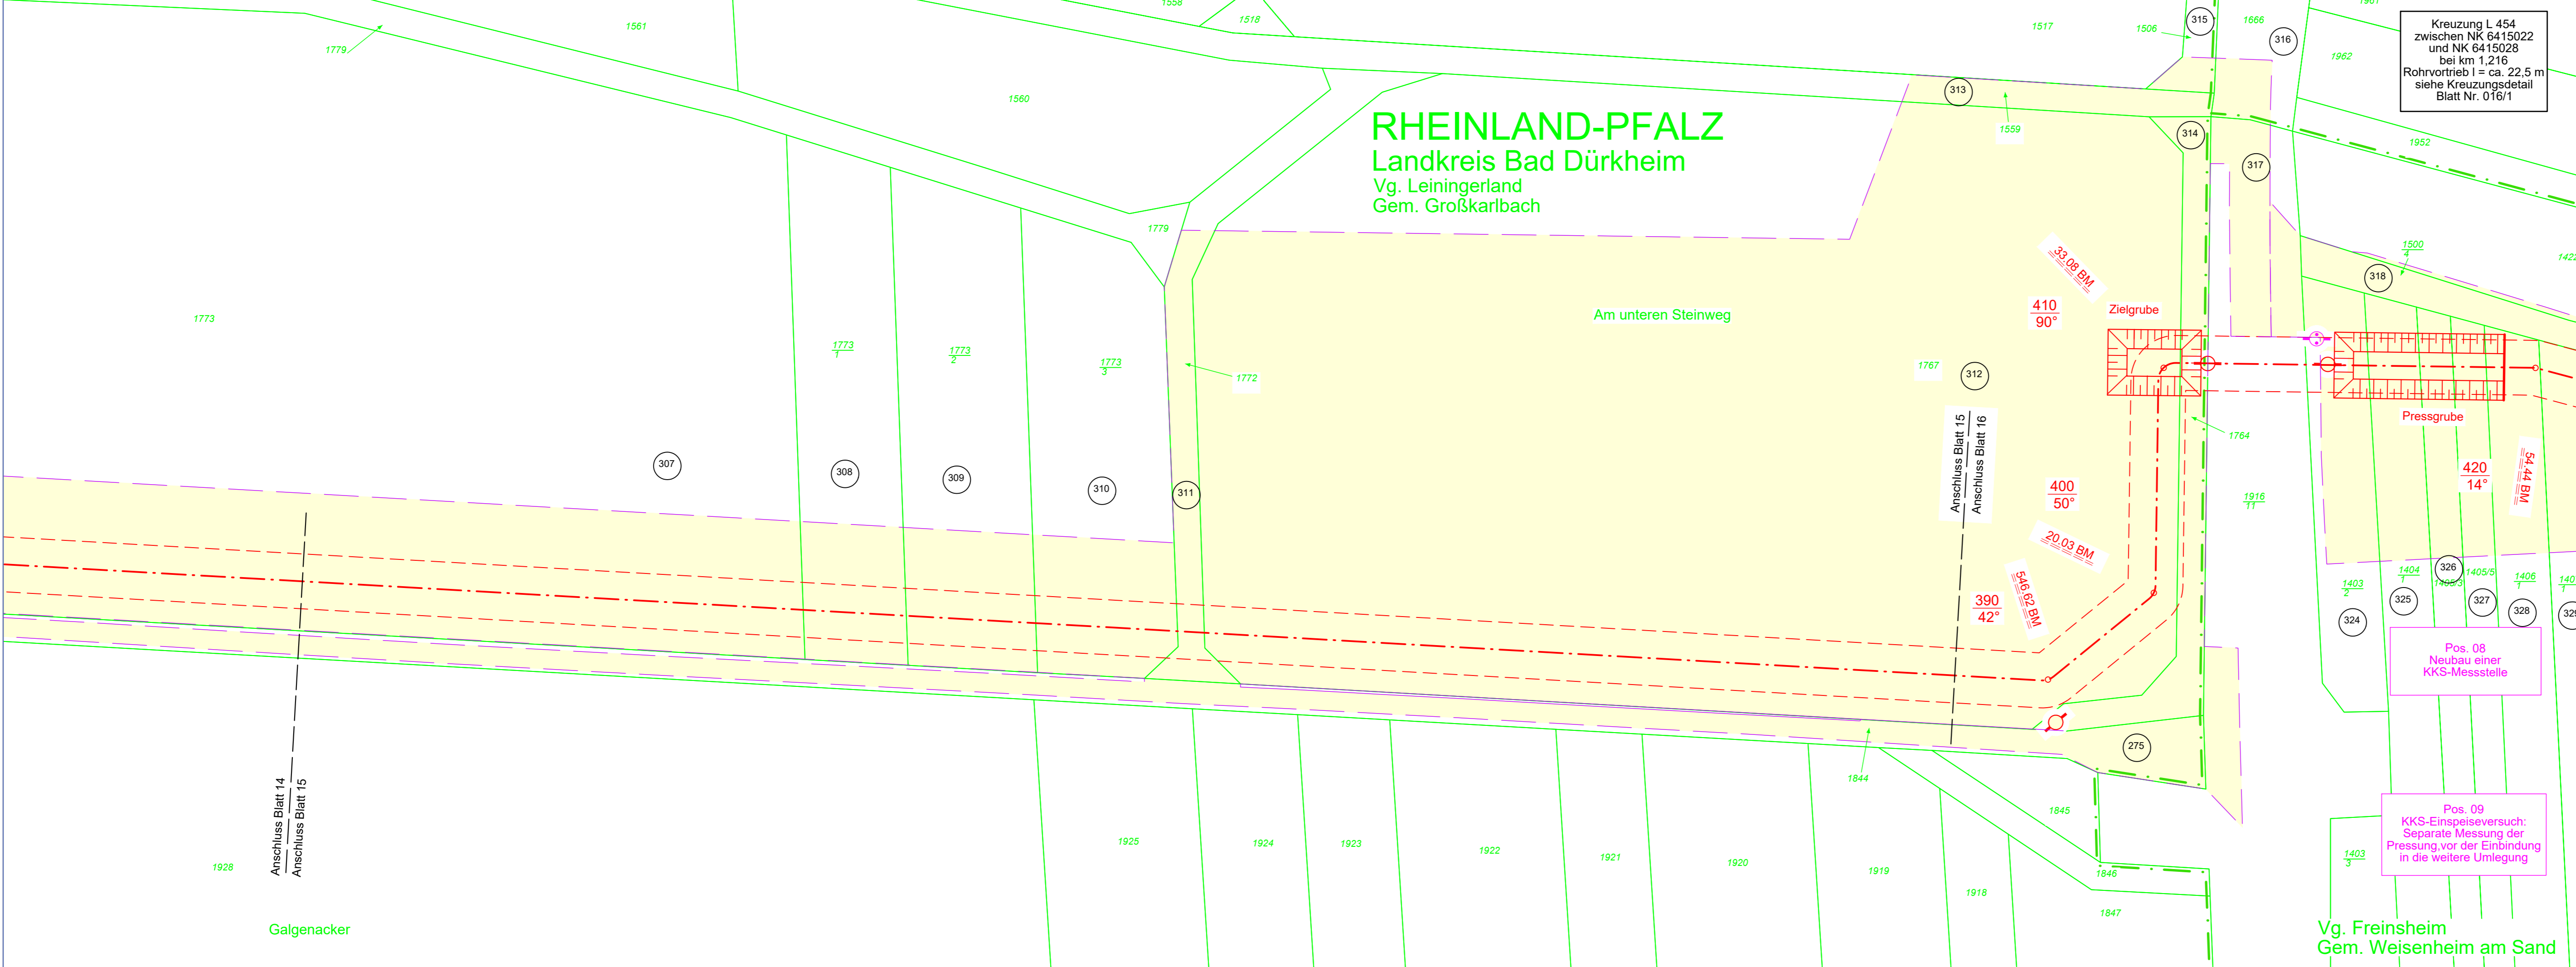 1558
1561
1518
1517
1506
315
1666
316
1961
1779
1962
Kreuzung L 454
zwischen NK 6415022
und NK 6415028
bei km 1,216
Rohrvortrieb l = ca. 22,5 m
siehe Kreuzungsdetail
Blatt Nr. 016/1
1560
313
1559
314
1952
317
RHEINLAND-PFALZ
Landkreis Bad Dürkheim
Vg. Leiningerland
Gem. Großkarlbach
1779
1500
4
318
33.08 BM
410
90°
Zielgrube
Am unteren Steinweg
1773
1773
1
1773
2
1773
3
1772
1767
312
Pressgrube
1764
Anschluss Blatt 15
Anschluss Blatt 16
307
308
309
310
311
400
50°
420
14°
54.44 BM
1916
11
20.03 BM
546.62 BM
390
42°
1403
2
1404
1
326
1405/3
1405/5
1406
1
324
325
327
328
Pos. 08
Neubau einer
KKS-Messstelle
275
1844
1845
Anschluss Blatt 14
Anschluss Blatt 15
Pos. 09
KKS-Einspeiseversuch:
Separate Messung der
Pressung,vor der Einbindung
in die weitere Umlegung
1403
3
1928
1925
1924
1923
1922
1921
1920
1919
1918
1846
1847
Galgenacker
Vg. Freinsheim
Gem. Weisenheim am Sand